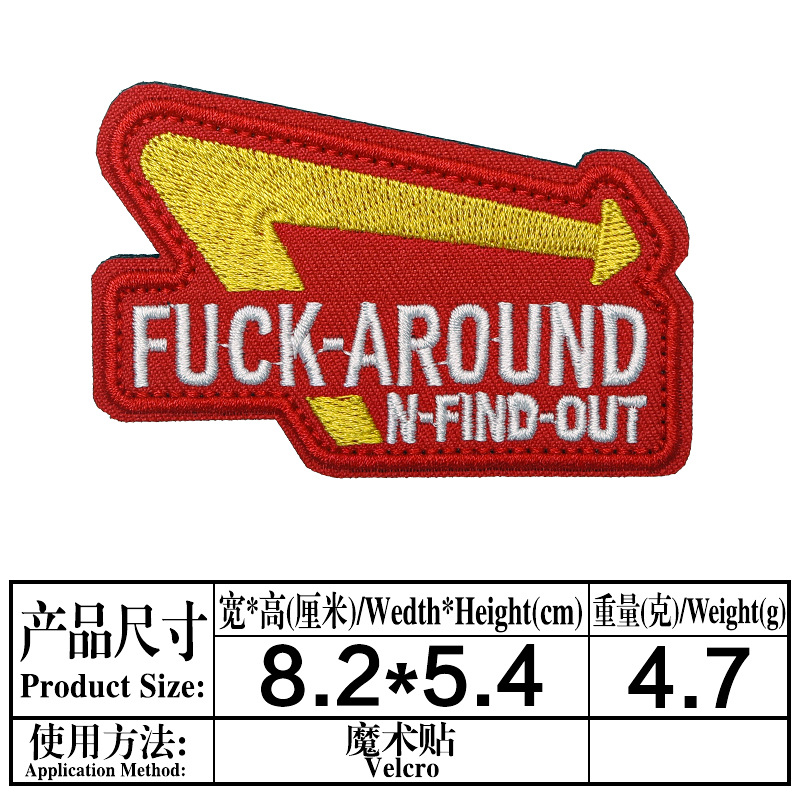 FUCK-AROUND
N-FIND-OUT
产品尺寸
Product Size:
宽*高(厘米)/Wedth*Height(cm)
重量(克)/Weight(g)
8.2*5.4
4.7
使用方法:
Application Method:
魔术贴
Velcro